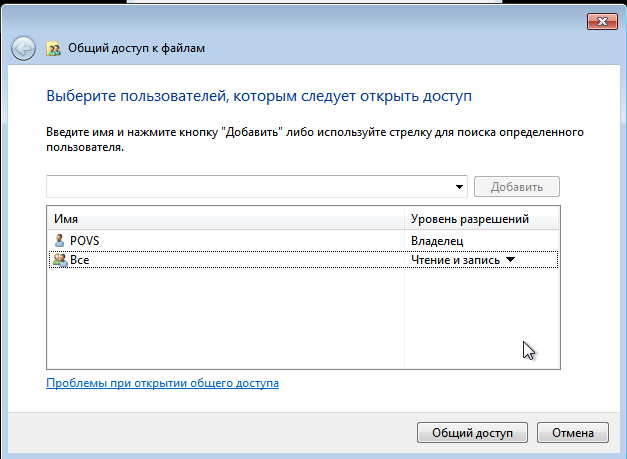 Общий доступ к файлам
Выберите пользователей, которым следует открыть доступ
Введите имя и нажмите кнопку "Добавить" либо используйте стрелку для поиска определенного
пользователя.
Добавить
Имя Уровень разрешений
POVS Владелец
Все Чтение и запись
Проблемы при открытии общего доступа
Общий доступ Отмена